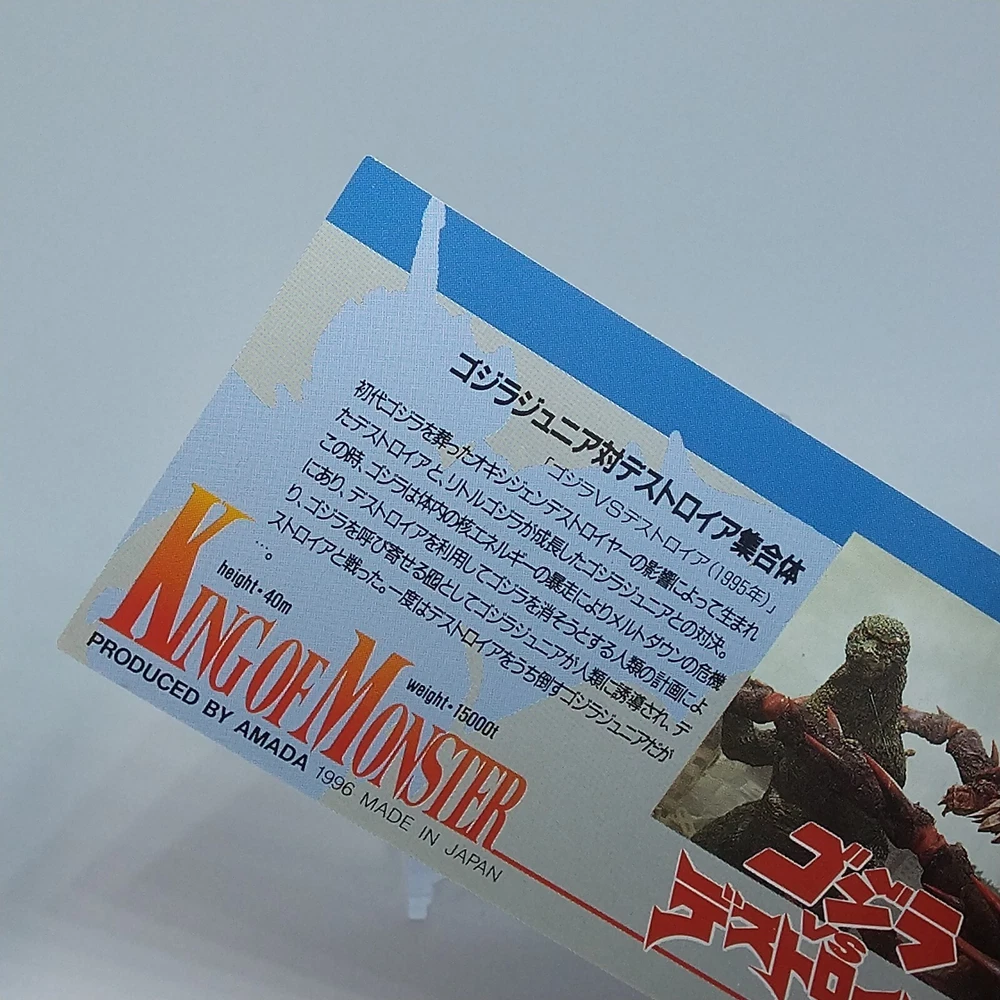 ゴジラジュニア対デストロイア集合体
「ゴジラVSデストロイア(1995年)」
初代ゴジラを葬ったオキシジェンデストロイヤーの影響によって生まれ
たデストロイアと、リトルゴジラが成長したゴジラジュニアとの対決。
この時、ゴジラは体内の核エネルギーの暴走によりメルトダウンの危機
にあり、デストロイアを利用してゴジラを消そうとする人類の計画によ
り、ゴジラを呼び寄せる囮としてゴジラジュニアが人類に誘導され、デ
ストロイアと戦った。一度はデストロイアをうち倒すゴジラジュニアだが
…。
height・40m
weight・15000t
KING OF MONSTER
PRODUCED BY AMADA 1996 MADE IN JAPAN
ゴジラ
VS